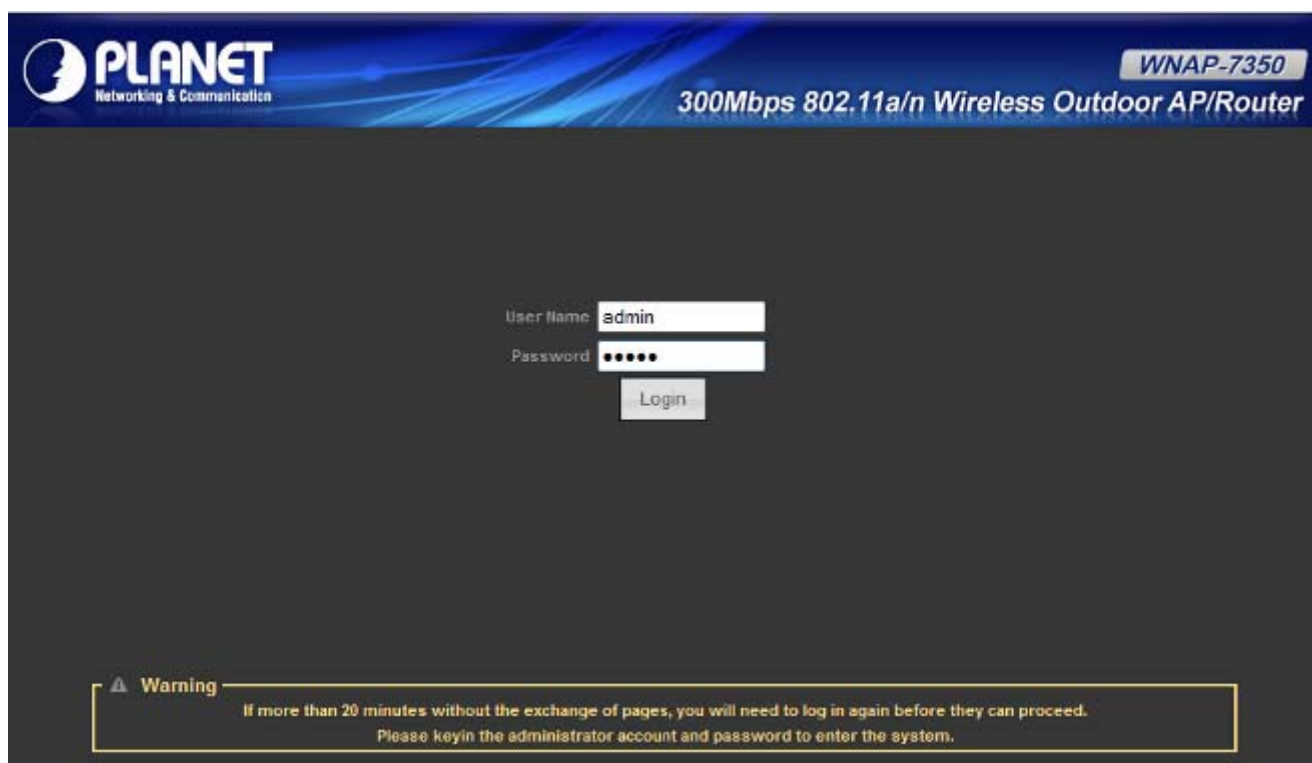 PLANET
Networking & Communication
WNAP-7350
300Mbps 802.11a/n Wireless Outdoor AP/Router
User Name admin
Password •••••
Login
Warning
If more than 20 minutes without the exchange of pages, you will need to log in again before they can proceed.
Please keyin the administrator account and password to enter the system.